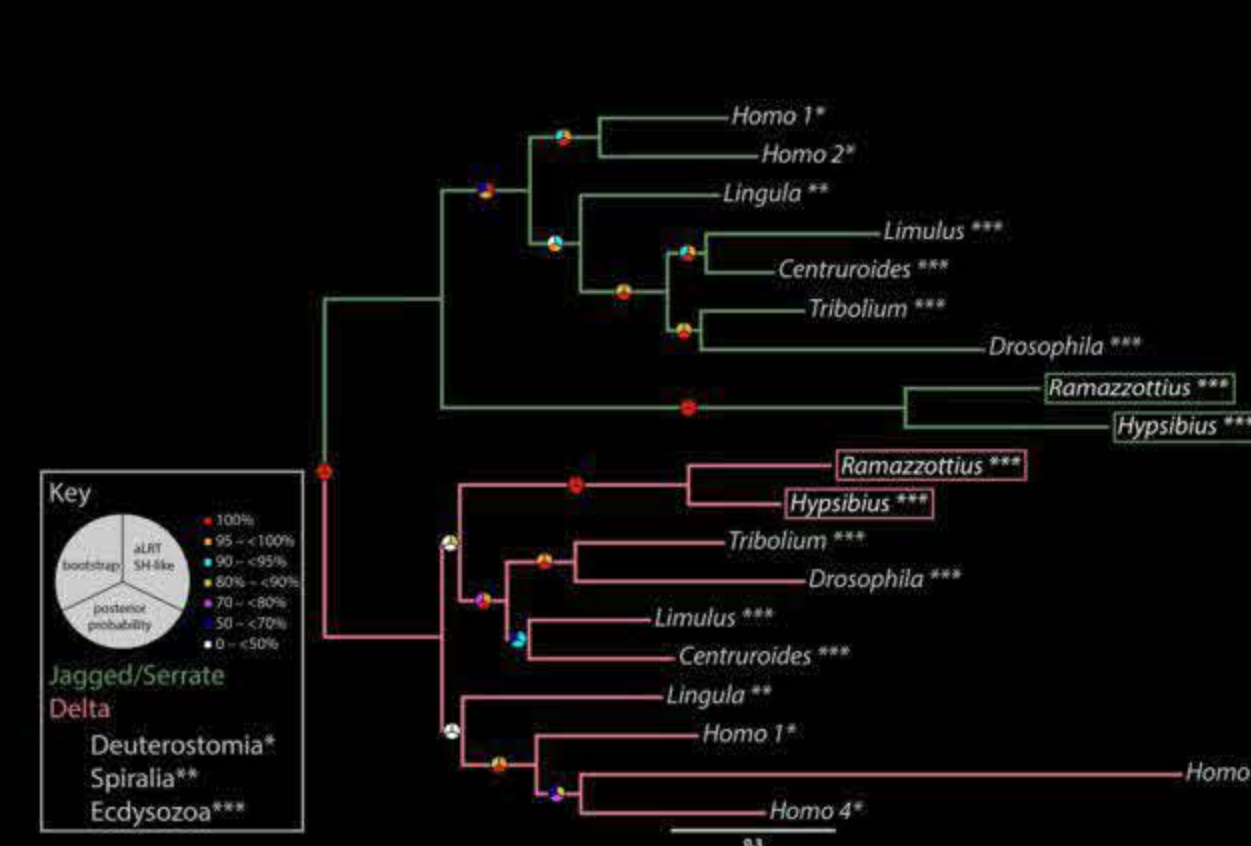 Homo 1*
Homo 2*
Lingula **
Limulus ***
Centruroides ***
Tribolium ***
Drosophila ***
Ramazzottius ***
Hypsibius ***
Ramazzottius ***
Hypsibius ***
Tribolium ***
Drosophila ***
Limulus ***
Centruroides ***
Lingula **
Homo 1*
Homo
Homo 4*
0.3
Key
bootstrap
aLRT
SH-like
posterior
probability
100%
95 - <100%
90 - <95%
80% - <90%
70 - <80%
50 - <70%
0 - <50%
Jagged/Serrate
Delta
Deuterostomia*
Spiralia**
Ecdysozoa***